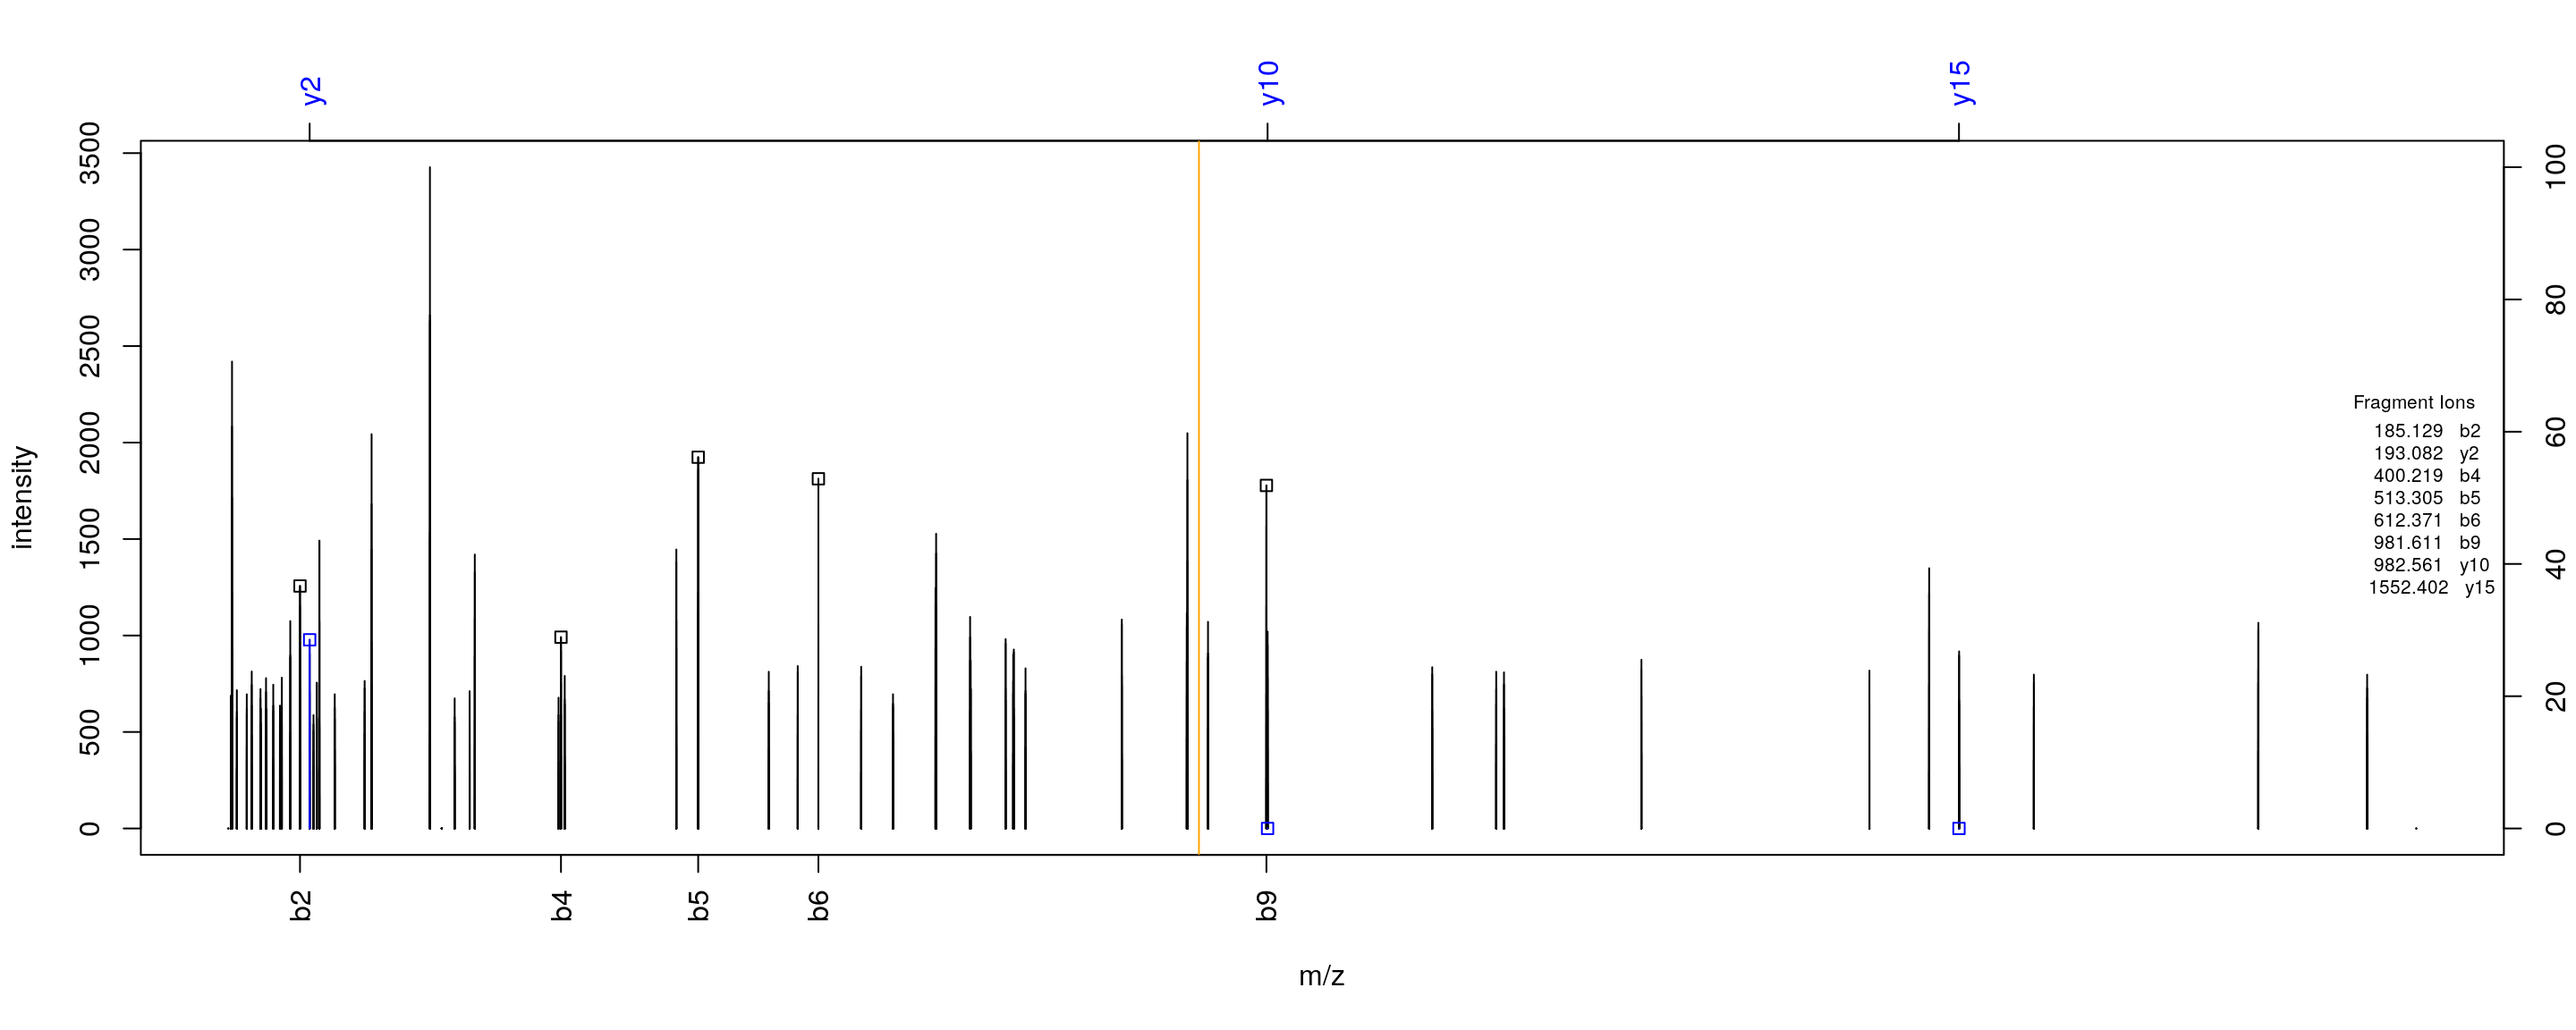 y2
y10
y15
3500
3000
2500
2000
1500
1000
500
0
intensity
100
80
60
40
20
0
Fragment Ions
185.129 b2
193.082 y2
400.219 b4
513.305 b5
612.371 b6
981.611 b9
982.561 y10
1552.402 y15
b2
b4
b5
b6
b9
m/z